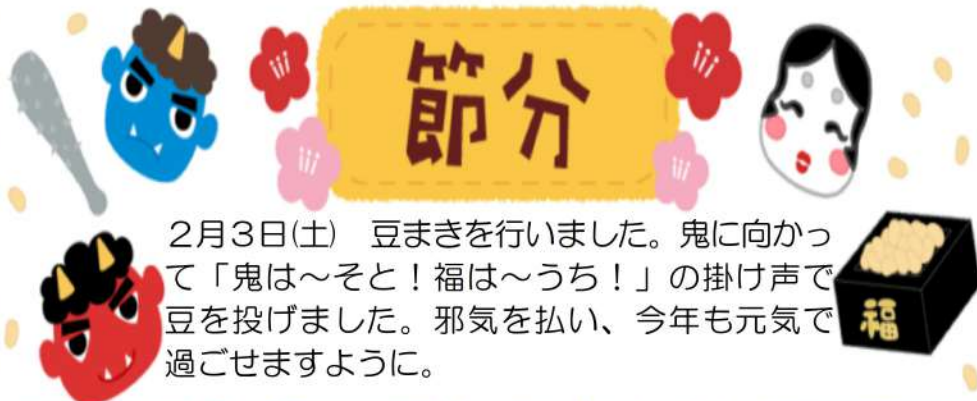 節分
2月3日(土)　豆まきを行いました。鬼に向かっ
て「鬼は～そと！福は～うち！」の掛け声で
豆を投げました。邪気を払い、今年も元気で
過ごせますように。
福